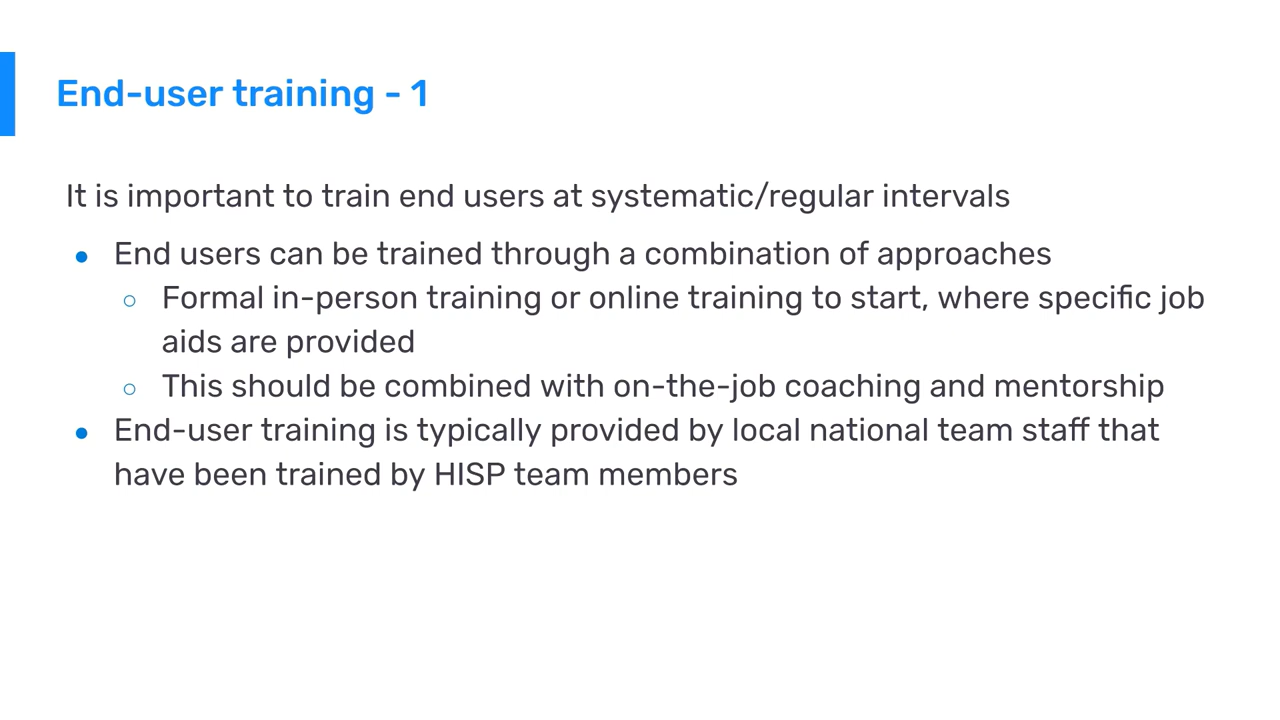 End-user training - 1
It is important to train end users at systematic/regular intervals
● End users can be trained through a combination of approaches
○ Formal in-person training or online training to start, where specific job
aids are provided
○ This should be combined with on-the-job coaching and mentorship
● End-user training is typically provided by local national team staff that
have been trained by HISP team members